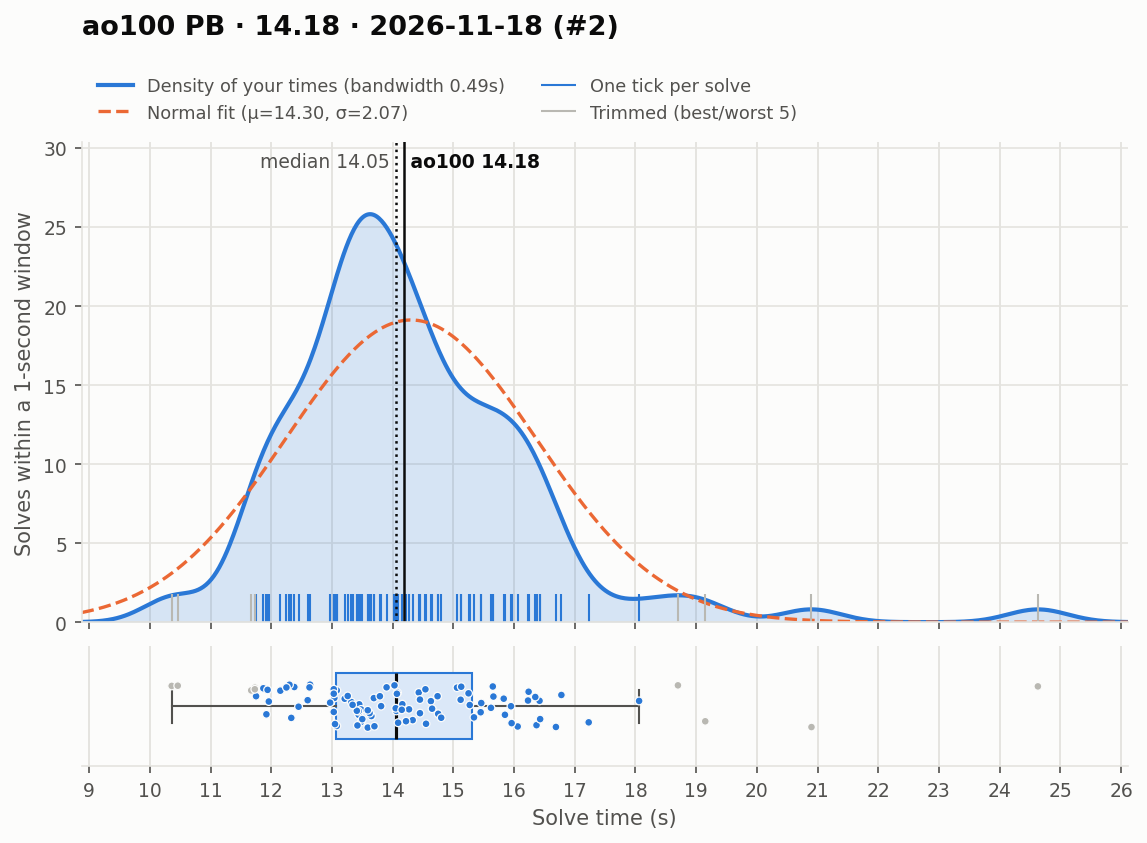 ao100 PB · 14.18 · 2026-11-18 (#2)
Density of your times (bandwidth 0.49s)
One tick per solve
Normal fit (μ=14.30, σ=2.07)
Trimmed (best/worst 5)
median 14.05
ao100 14.18
Solves within a 1-second window
30
25
20
15
10
5
0
9 10 11 12 13 14 15 16 17 18 19 20 21 22 23 24 25 26
Solve time (s)